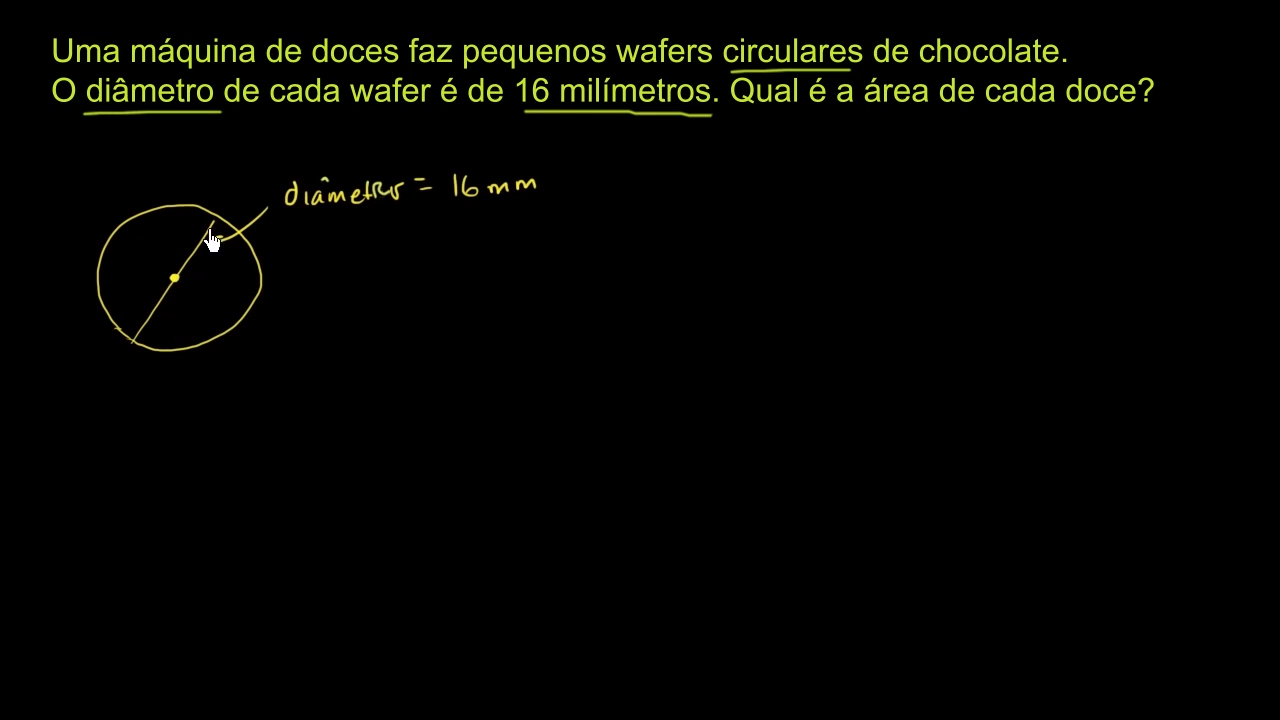 Uma máquina de doces faz pequenos wafers circulares de chocolate.
O diâmetro de cada wafer é de 16 milímetros. Qual é a área de cada doce?
diâmetro = 16 mm